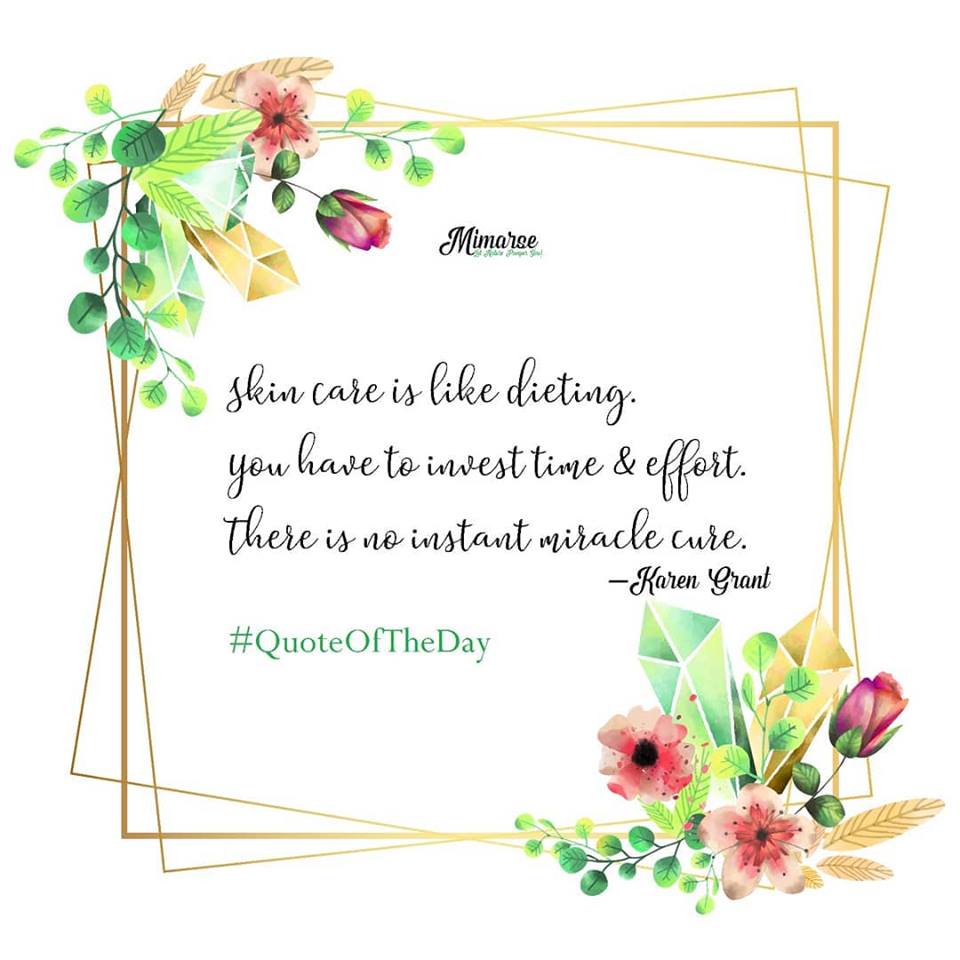 Mimarse
Let Nature Pamper You!
Skin care is like dieting.
you have to invest time & effort.
There is no instant miracle cure.
—Karen Grant
#QuoteOfTheDay